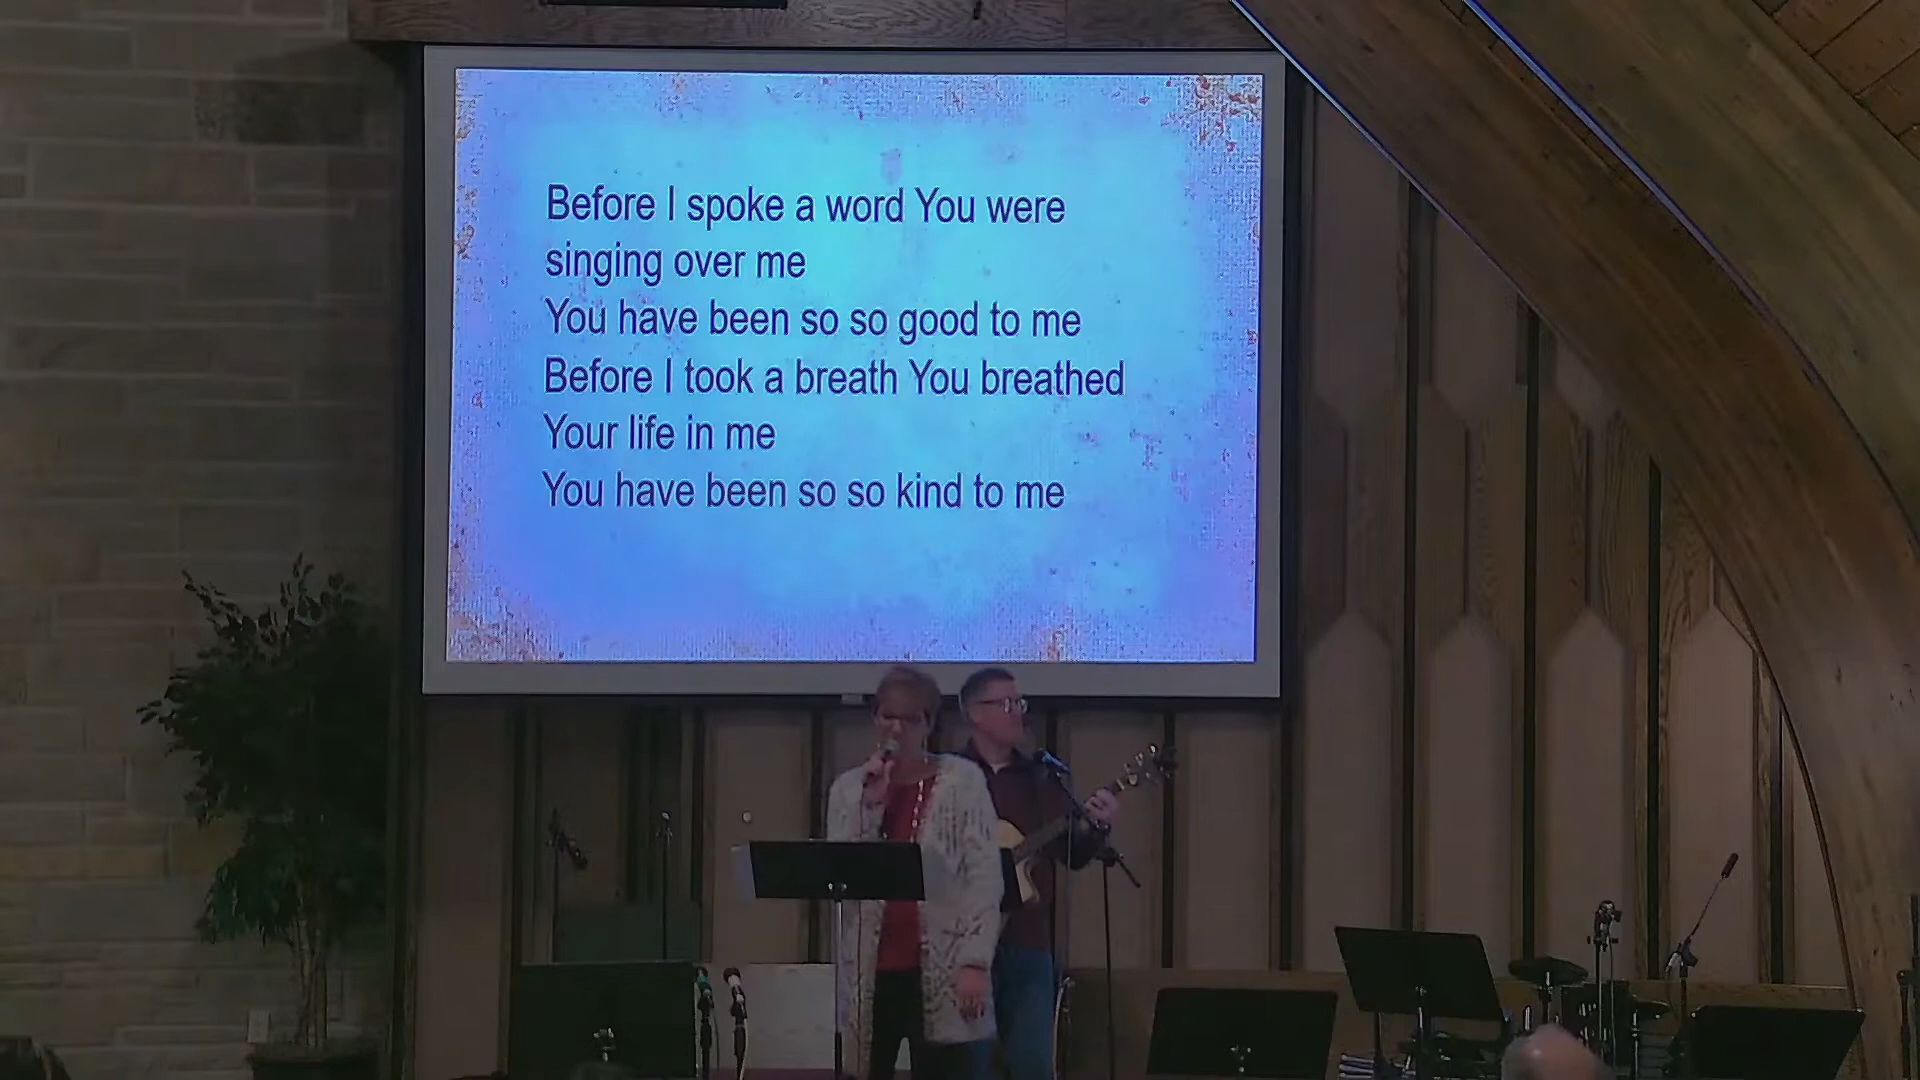 Before I spoke a word You were
singing over me
You have been so so good to me
Before I took a breath You breathed
Your life in me
You have been so so kind to me